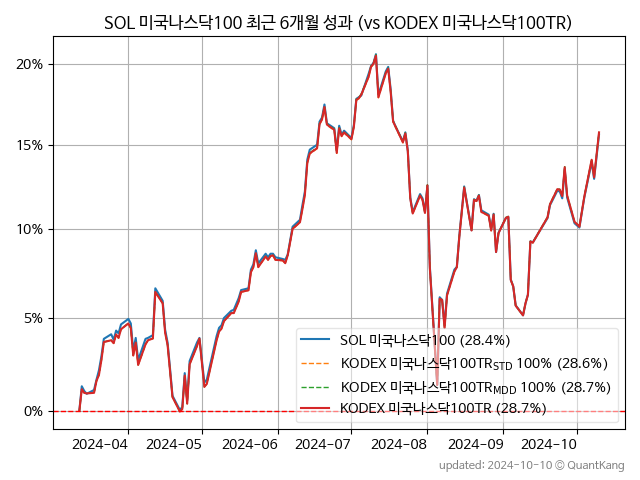 SOL 미국나스닥100 최근 6개월 성과 (vs KODEX 미국나스닥100TR)
20%
15%
10%
5%
0%
SOL 미국나스닥100 (28.4%)
KODEX 미국나스닥100TR_STD 100% (28.6%)
KODEX 미국나스닥100TR_MDD 100% (28.7%)
KODEX 미국나스닥100TR (28.7%)
2024-04 2024-05 2024-06 2024-07 2024-08 2024-09 2024-10
updated: 2024-10-10 © QuantKang